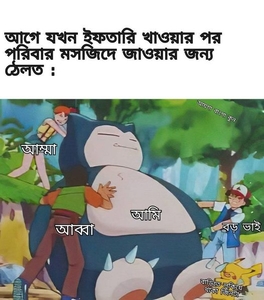 আগে যখন ইফতারি খাওয়ার পর
পরিবার মসজিদে জাওয়ার জন্য
ঠেলত :
আম্মা
আমি
আব্বা
বড় ভাই